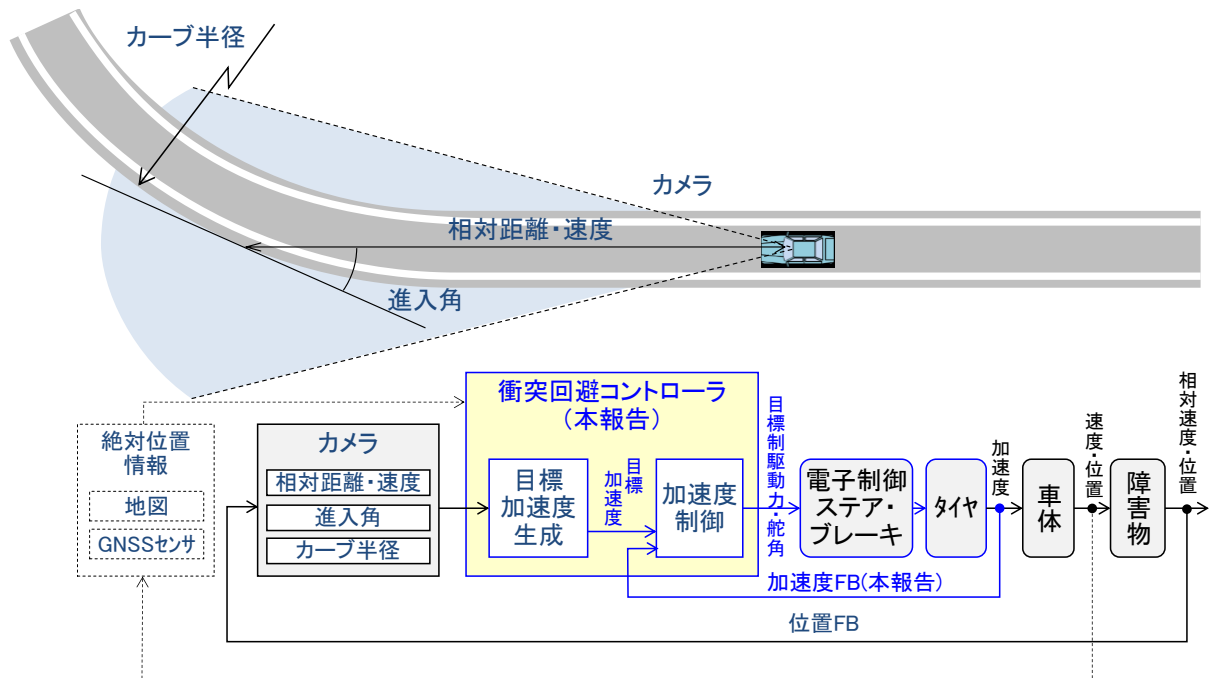 カーブ半径
カメラ
相対距離・速度
進入角
絶対位置
情報
地図
GNSSセンサ
カメラ
相対距離・速度
進入角
カーブ半径
衝突回避コントローラ
(本報告)
目標
加速度
生成
目標
加速度
加速度
制御
目標制駆動力・舵角
電子制御
ステア・
ブレーキ
タイヤ
加速度
車体
速度・位置
障害物
相対速度・位置
加速度FB(本報告)
位置FB